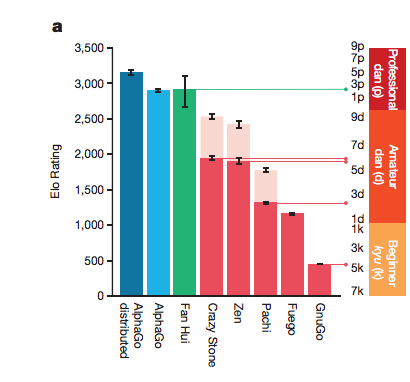 a
Elo Rating
3,500
3,000
2,500
2,000
1,500
1,000
500
0
AlphaGo distributed
AlphaGo
Fan Hui
Crazy Stone
Zen
Pachi
Fuego
GnuGo
9p
7p
5p
3p
1p
9d
7d
5d
3d
1d
1k
3k
5k
7k
Professional
dan (p)
Amateur
dan (d)
Beginner
kyu (k)